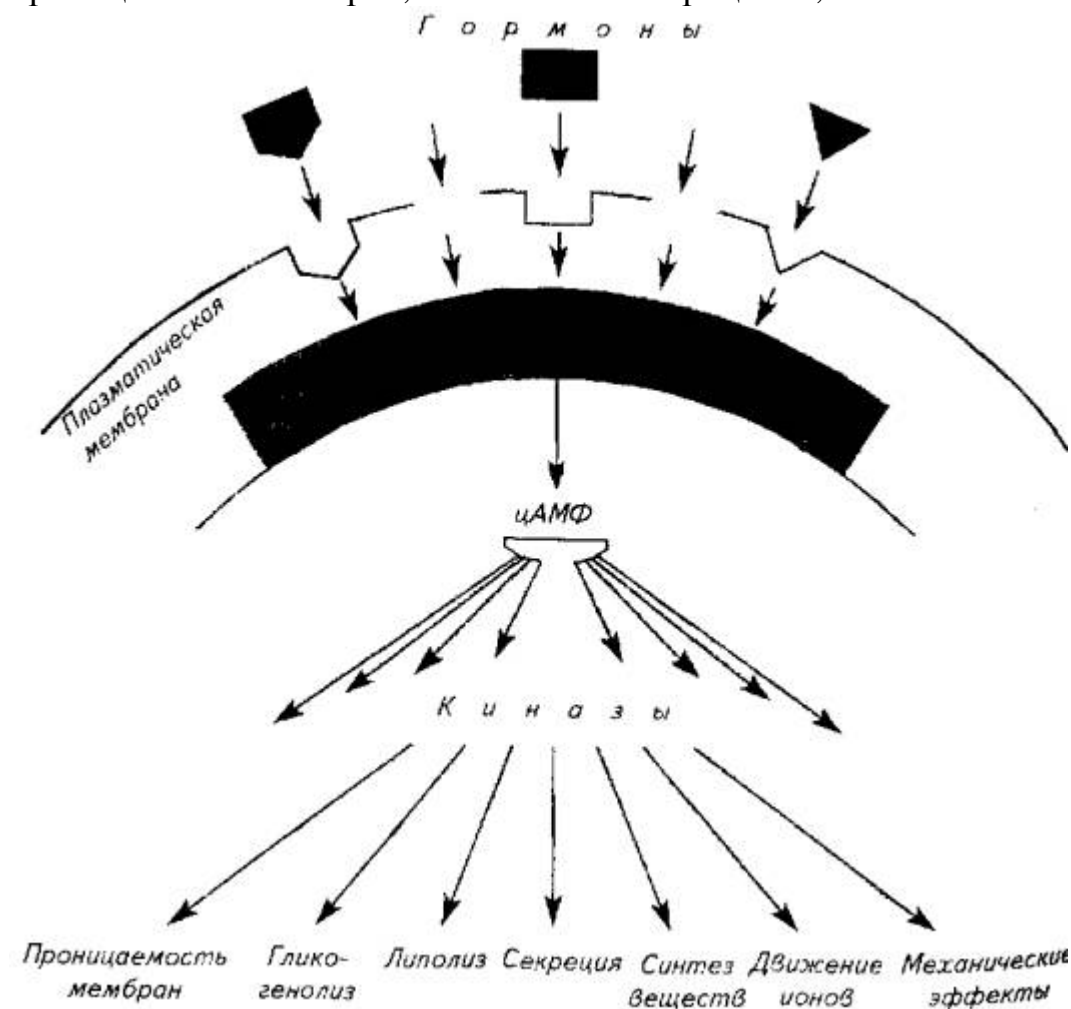 Гормоны
Плазматическая
мембрана
цАМФ
Киназы
Проницаемость
мембран
Глико-
генолиз
Липолиз
Секреция
Синтез
веществ
Движение
ионов
Механические
эффекты